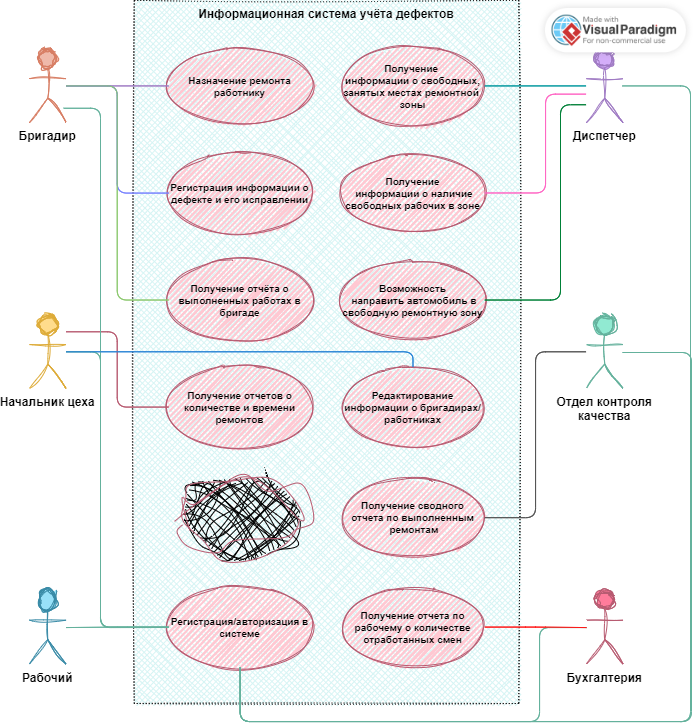 Информационная система учёта дефектов
Made with
Visual Paradigm
For non-commercial use
Бригадир
Назначение ремонта
работнику
Получение
информации о свободных,
занятых местах ремонтной
зоны
Диспетчер
Регистрация информации о
дефекте и его исправлении
Получение
информации о наличие
свободных рабочих в зоне
Получение отчёта о
выполненных работах в
бригаде
Возможность
направить автомобиль в
свободную ремонтную зону
Начальник цеха
Получение отчетов о
количестве и времени
ремонтов
Редактирование
информации о бригадирах/
работниках
Отдел контроля
качества
Получение сводного
отчета по выполненным
ремонтам
Рабочий
Регистрация/авторизация в
системе
Получение отчета по
рабочему о количестве
отработанных смен
Бухгалтерия